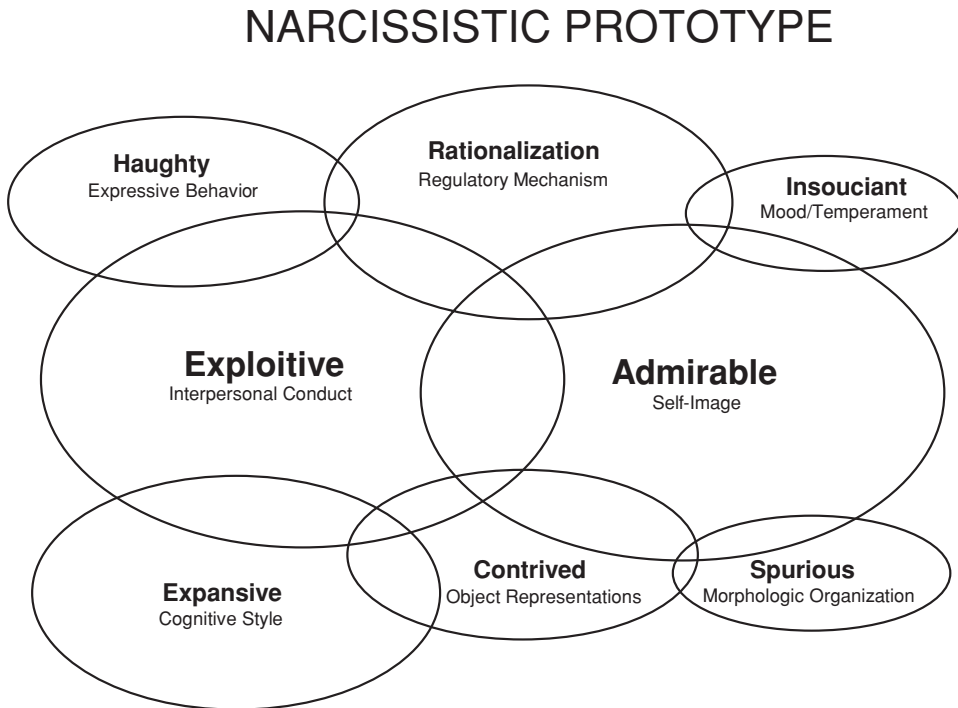 NARCISSISTIC PROTOTYPE
Haughty
Expressive Behavior
Rationalization
Regulatory Mechanism
Insouciant
Mood/Temperament
Exploitive
Interpersonal Conduct
Admirable
Self-Image
Expansive
Cognitive Style
Contrived
Object Representations
Spurious
Morphologic Organization